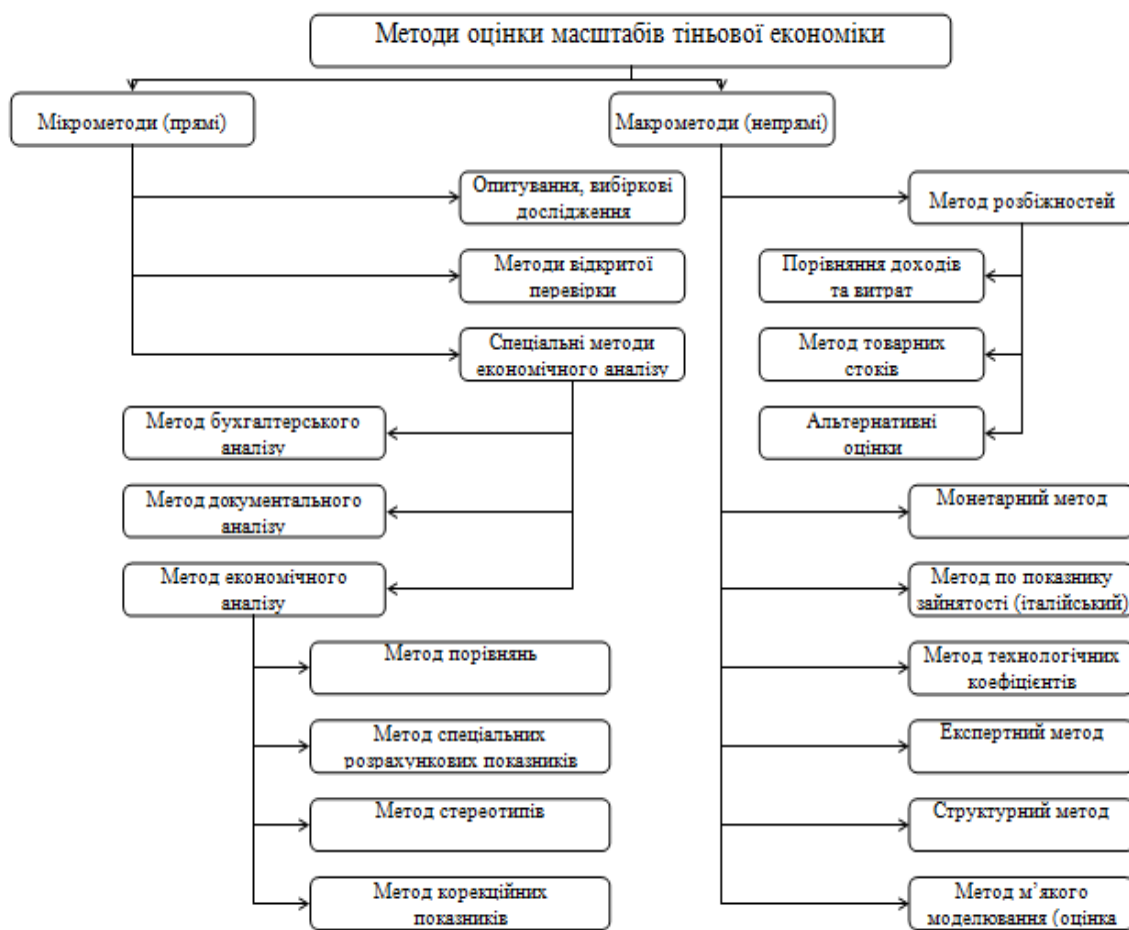 Методи оцінки масштабів тіньової економіки
Мікрометоди (прямі)
Макрометоди (непрямі)
Опитування, вибіркові
дослідження
Методи відкритої
перевірки
Спеціальні методи
економічного аналізу
Метод бухгалтерського
аналізу
Метод документального
аналізу
Метод економічного
аналізу
Метод порівнянь
Метод спеціальних
розрахункових показників
Метод стереотипів
Метод корекційних
показників
Метод розбіжностей
Порівняння доходів
та витрат
Метод товарних
стоків
Альтернативні
оцінки
Монетарний метод
Метод по показнику
зайнятості (італійський)
Метод технологічних
коефіцієнтів
Експертний метод
Структурний метод
Метод м’якого
моделювання (оцінка